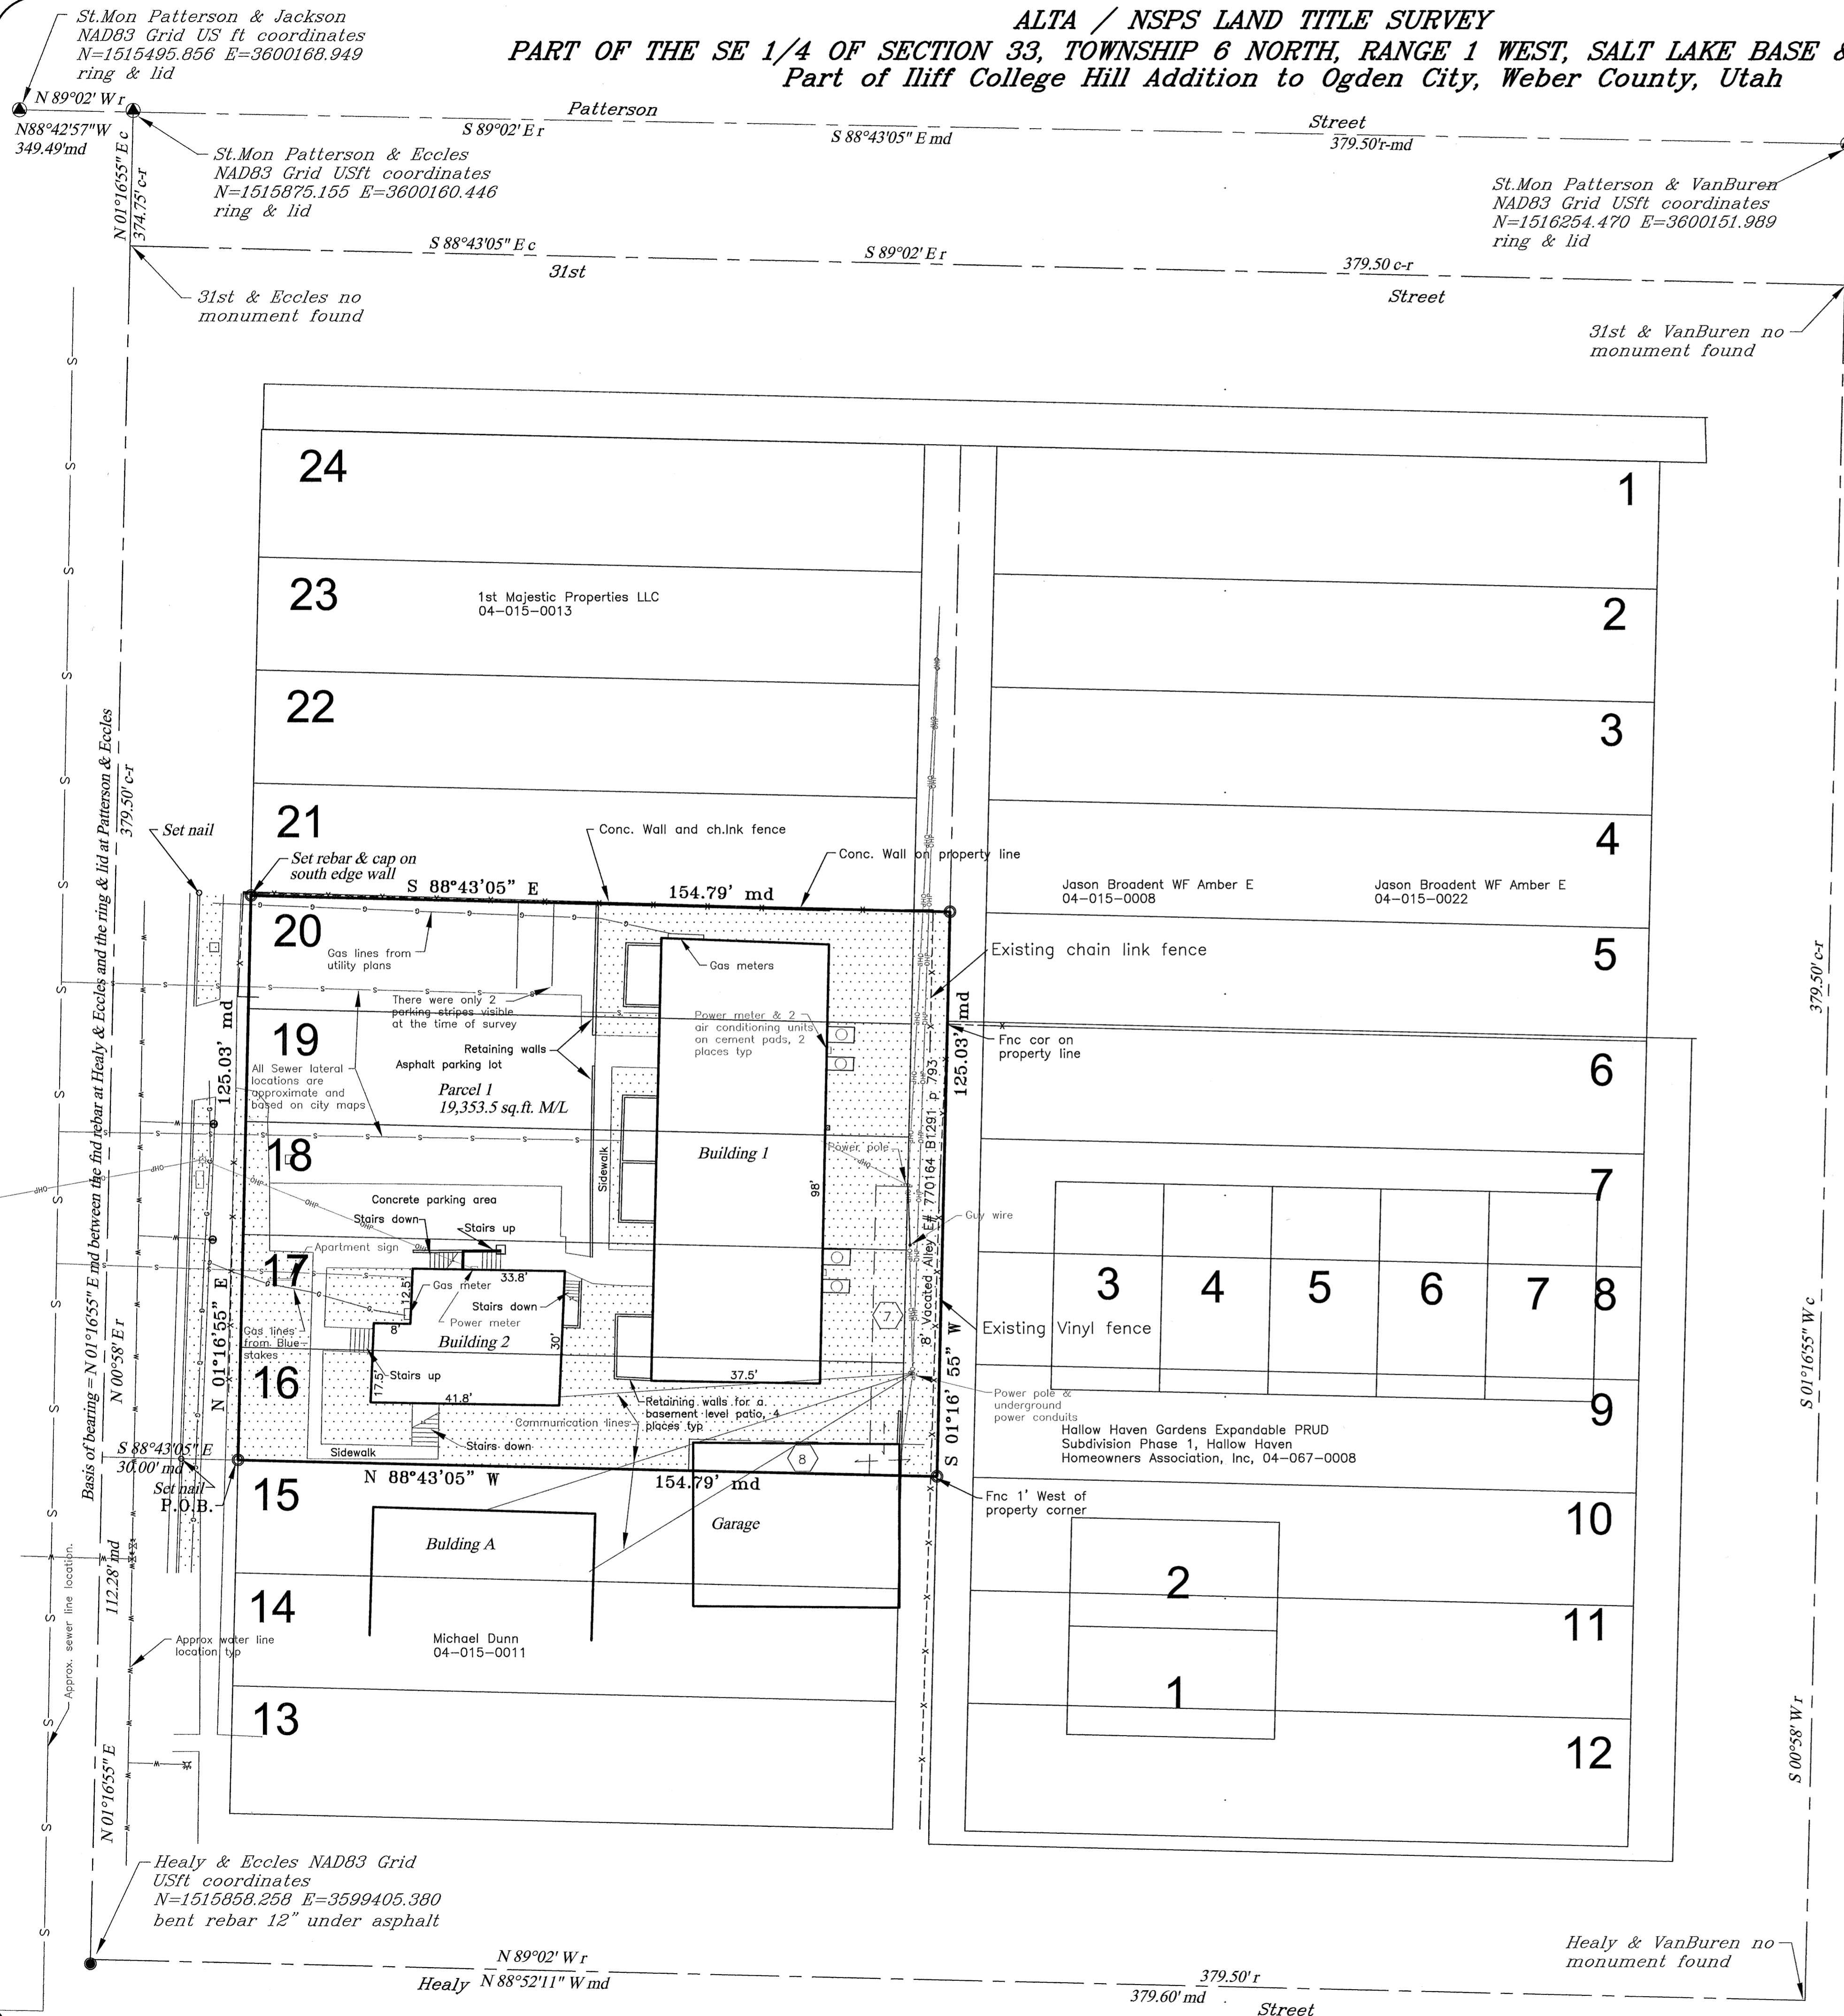 ALTA / NSPS LAND TITLE SURVEY
PART OF THE SE 1/4 OF SECTION 33, TOWNSHIP 6 NORTH, RANGE 1 WEST, SALT LAKE BASE &
Part of Iliff College Hill Addition to Ogden City, Weber County, Utah
St.Mon Patterson & Jackson
NAD83 Grid US ft coordinates
N=1515495.856 E=3600168.949
ring & lid
N 89°02' W r
N88°42'57"W
349.49'md
Patterson
Street
S 89°02' E r
S 88°43'05" E md
379.50'r-md
St.Mon Patterson & Eccles
NAD83 Grid USft coordinates
N=1515875.155 E=3600160.446
ring & lid
St.Mon Patterson & VanBuren
NAD83 Grid USft coordinates
N=1516254.470 E=3600151.989
ring & lid
N 01°16'55" E c
374.75' c-r
S 88°43'05" E c
S 89°02' E r
379.50 c-r
31st
Street
31st & Eccles no
monument found
31st & VanBuren no
monument found
24
1
23
1st Majestic Properties LLC
04-015-0013
2
22
3
21
4
Set nail
Set rebar & cap on
south edge wall
Conc. Wall and ch.lnk fence
Conc. Wall on property line
S 88°43'05" E
154.79' md
Jason Broadent WF Amber E
04-015-0008
Jason Broadent WF Amber E
04-015-0022
20
5
Gas lines from
utility plans
Gas meters
Existing chain link fence
There were only 2
parking stripes visible
at the time of survey
Power meter & 2
air conditioning units
on cement pads, 2
places typ
Fnc cor on
property line
19
6
Retaining walls
Asphalt parking lot
All Sewer lateral
locations are
approximate and
based on city maps
Parcel 1
19,353.5 sq.ft. M/L
125.03' md
125.03' md
18
7
Building 1
Power pole
Sidewalk
98'
8' Vacated Alley E# 770164 B1291 p 793
Concrete parking area
Stairs down
Stairs up
Guy wire
Apartment sign
17
33.8'
12.5'
Gas meter
Stairs down
Power meter
8'
Building 2
30'
7
3
4
5
6
7
8
Existing Vinyl fence
Gas lines
from Blue
stakes
16
17.5'
Stairs up
41.8'
37.5'
Retaining walls for a
basement level patio, 4
places typ
Communication lines
Stairs down
Sidewalk
Power pole &
underground
power conduits
9
Hallow Haven Gardens Expandable PRUD
Subdivision Phase 1, Hallow Haven
Homeowners Association, Inc, 04-067-0008
N 01°16'55" E
S 01°16' 55" W
8
N 88°43'05" W
154.79' md
S 88°43'05" E
30.00' md
Set nail
P.O.B.
Fnc 1' West of
property corner
15
10
Bulding A
Garage
2
14
11
Michael Dunn
04-015-0011
Approx water line
location typ
Approx. sewer line location.
1
13
12
Basis of bearing = N 01°16'55" E md between the fnd rebar at Healy & Eccles and the ring & lid at Patterson & Eccles
379.50' c-r
N 00°58' E r
112.28' md
N 01°16'55" E
379.50' c-r
S 01°16'55" W c
S 00°58' W r
Healy & Eccles NAD83 Grid
USft coordinates
N=1515858.258 E=3599405.380
bent rebar 12" under asphalt
Healy & VanBuren no
monument found
N 89°02' W r
Healy
N 88°52'11" W md
379.50' r
379.60' md
Street